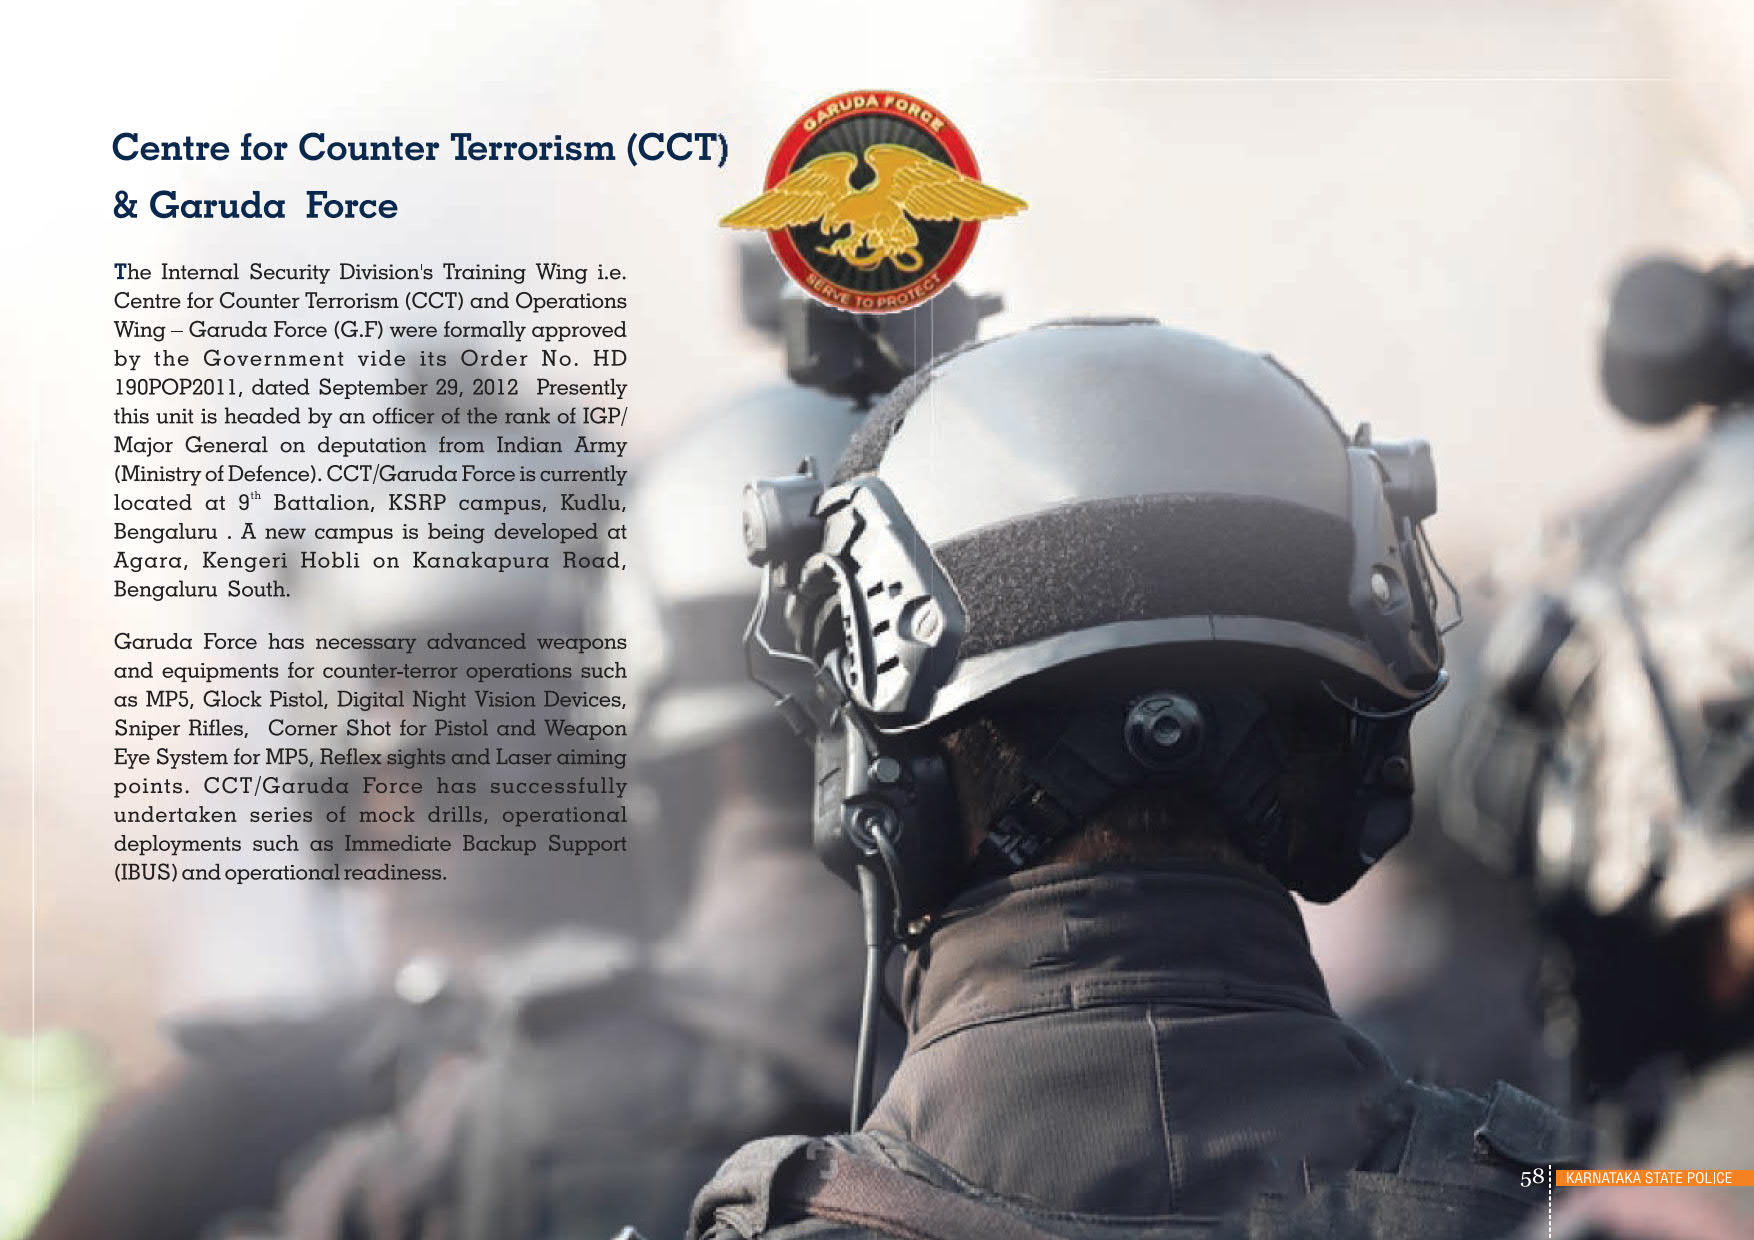 Centre for Counter Terrorism (CCT)
& Garuda Force
GARUDA FORCE
SERVE TO PROTECT
The Internal Security Division's Training Wing i.e.
Centre for Counter Terrorism (CCT) and Operations
Wing – Garuda Force (G.F) were formally approved
by the Government vide its Order No. HD
190POP2011, dated September 29, 2012 Presently
this unit is headed by an officer of the rank of IGP/
Major General on deputation from Indian Army
(Ministry of Defence). CCT/Garuda Force is currently
located at 9th Battalion, KSRP campus, Kudlu,
Bengaluru . A new campus is being developed at
Agara, Kengeri Hobli on Kanakapura Road,
Bengaluru South.
Garuda Force has necessary advanced weapons
and equipments for counter-terror operations such
as MP5, Glock Pistol, Digital Night Vision Devices,
Sniper Rifles, Corner Shot for Pistol and Weapon
Eye System for MP5, Reflex sights and Laser aiming
points. CCT/Garuda Force has successfully
undertaken series of mock drills, operational
deployments such as Immediate Backup Support
(IBUS) and operational readiness.
58
KARNATAKA STATE POLICE